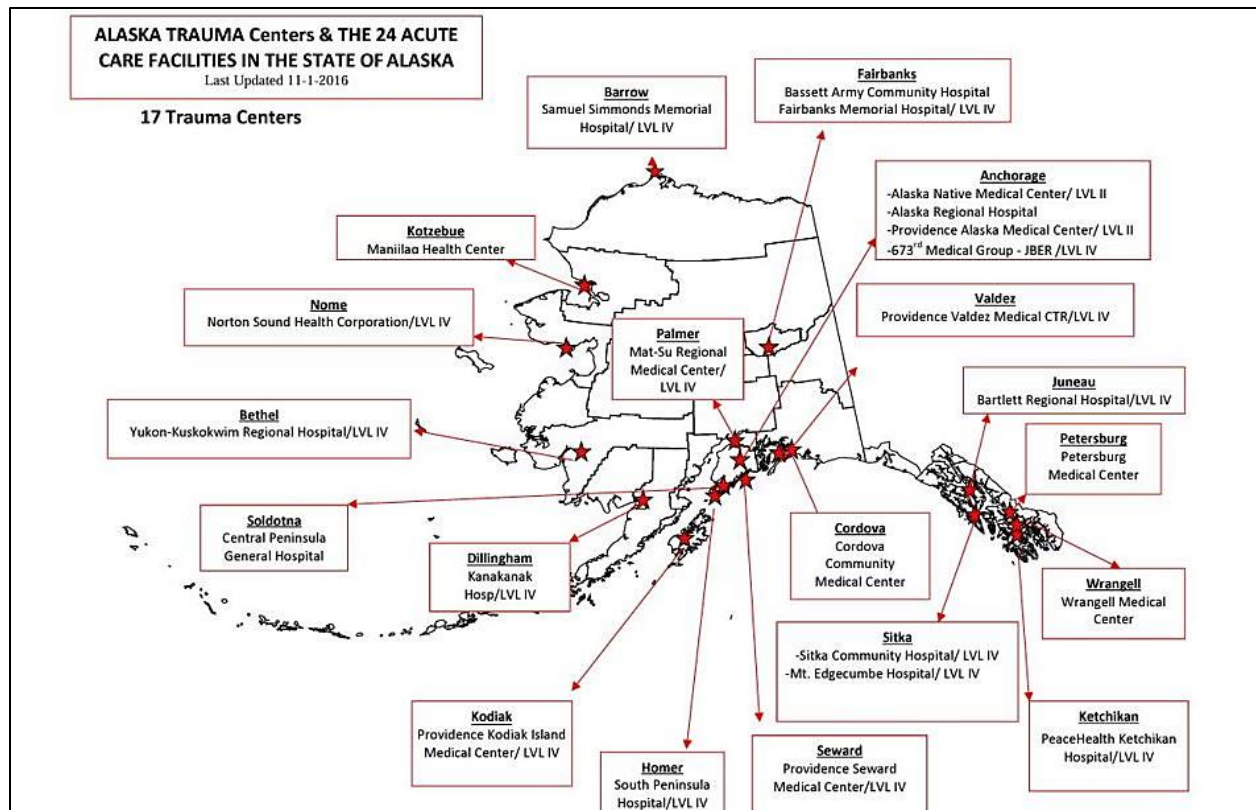 ALASKA TRAUMA Centers & THE 24 ACUTE
CARE FACILITIES IN THE STATE OF ALASKA
Last Updated 11-1-2016
17 Trauma Centers
Barrow
Samuel Simmonds Memorial
Hospital/ LVL IV
Fairbanks
Bassett Army Community Hospital
Fairbanks Memorial Hospital/ LVL IV
Anchorage
-Alaska Native Medical Center/ LVL II
-Alaska Regional Hospital
-Providence Alaska Medical Center/ LVL II
-673rd Medical Group - JBER /LVL IV
Kotzebue
Maniilaq Health Center
Nome
Norton Sound Health Corporation/LVL IV
Palmer
Mat-Su Regional
Medical Center/
LVL IV
Valdez
Providence Valdez Medical CTR/LVL IV
Juneau
Bartlett Regional Hospital/LVL IV
Bethel
Yukon-Kuskokwim Regional Hospital/LVL IV
Petersburg
Petersburg
Medical Center
Soldotna
Central Peninsula
General Hospital
Dillingham
Kanakanak
Hosp/LVL IV
Cordova
Cordova
Community
Medical Center
Wrangell
Wrangell Medical
Center
Sitka
-Sitka Community Hospital/ LVL IV
-Mt. Edgecumbe Hospital/ LVL IV
Kodiak
Providence Kodiak Island
Medical Center/ LVL IV
Homer
South Peninsula
Hospital/LVL IV
Seward
Providence Seward
Medical Center/LVL IV
Ketchikan
PeaceHealth Ketchikan
Hospital/LVL IV